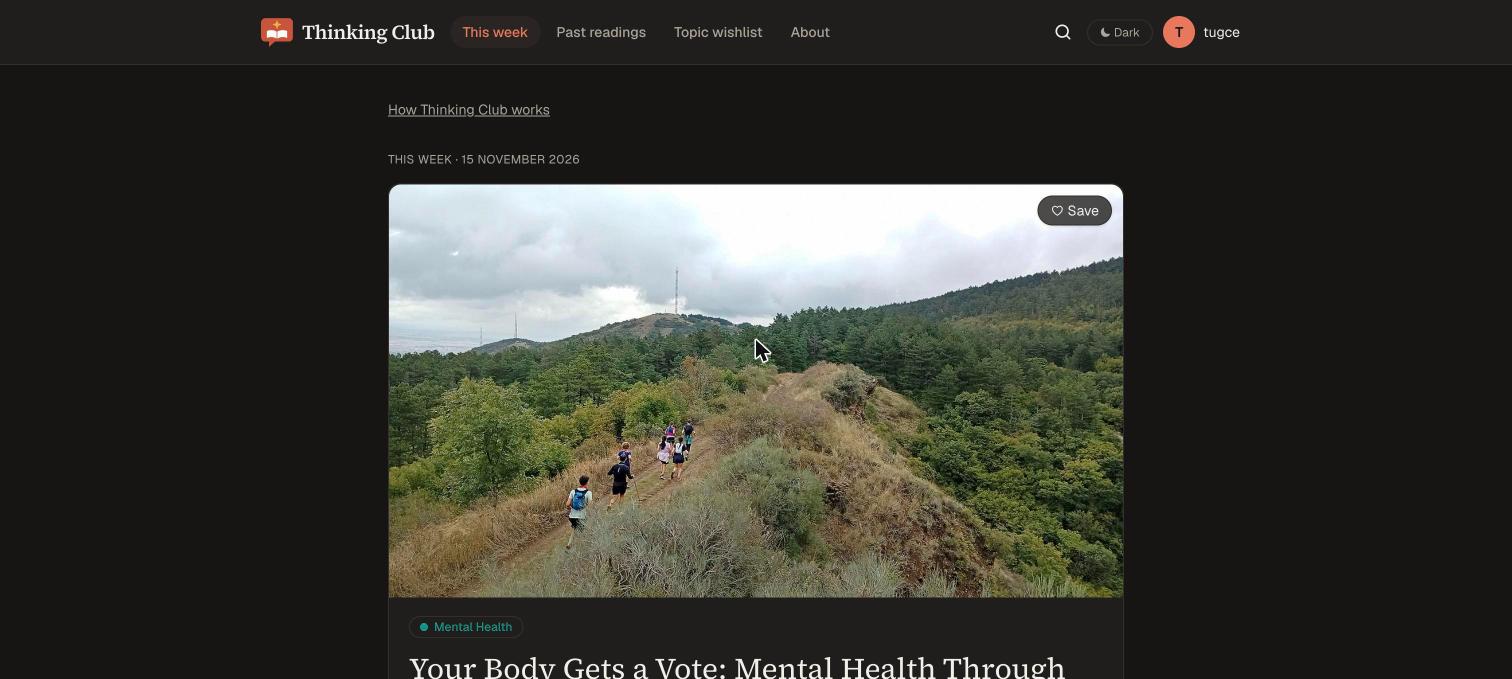 Thinking Club
This week
Past readings
Topic wishlist
About
Dark
T
tugce
How Thinking Club works
THIS WEEK · 15 NOVEMBER 2026
Save
Mental Health
Your Body Gets a Vote: Mental Health Through